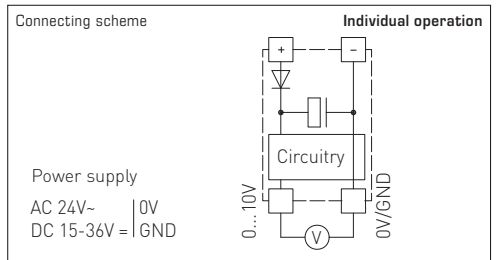 Connecting scheme
Individual operation
+ −
Circuitry
Power supply
AC 24V~ 0V
DC 15-36V = GND
0...10V
0V/GND
V